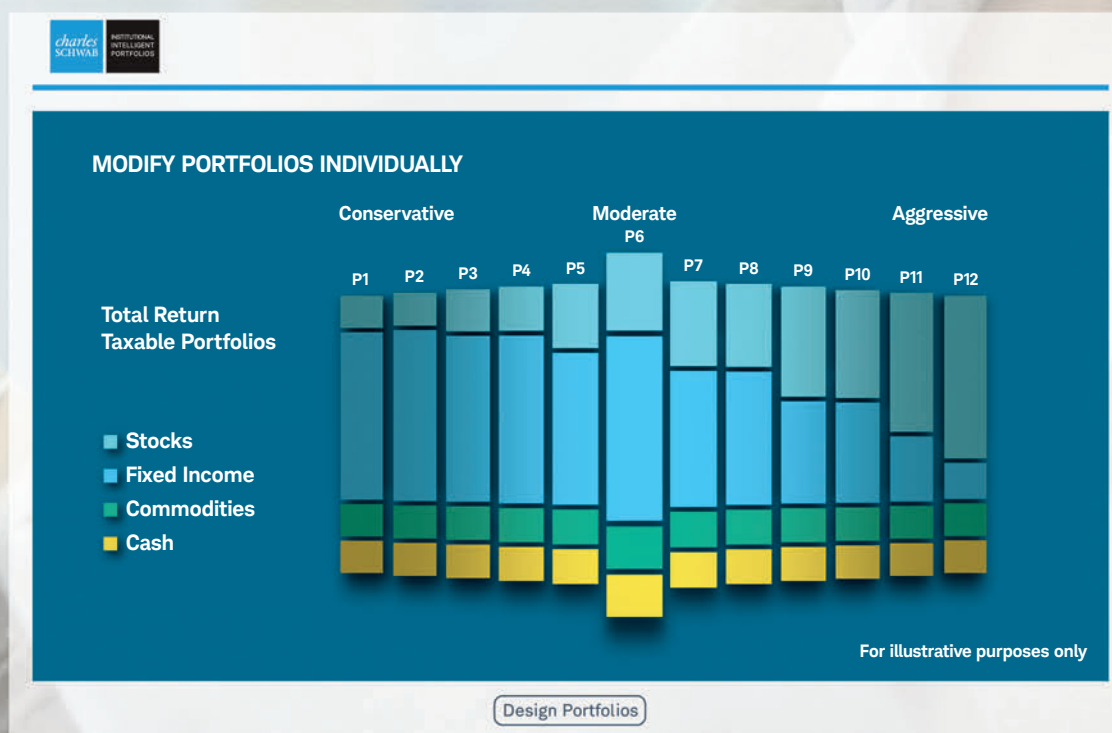 charles
SCHWAB
INSTITUTIONAL
INTELLIGENT
PORTFOLIOS
MODIFY PORTFOLIOS INDIVIDUALLY
Conservative
Moderate
Aggressive
P1
P2
P3
P4
P5
P6
P7
P8
P9
P10
P11
P12
Total Return
Taxable Portfolios
Stocks
Fixed Income
Commodities
Cash
For illustrative purposes only
Design Portfolios